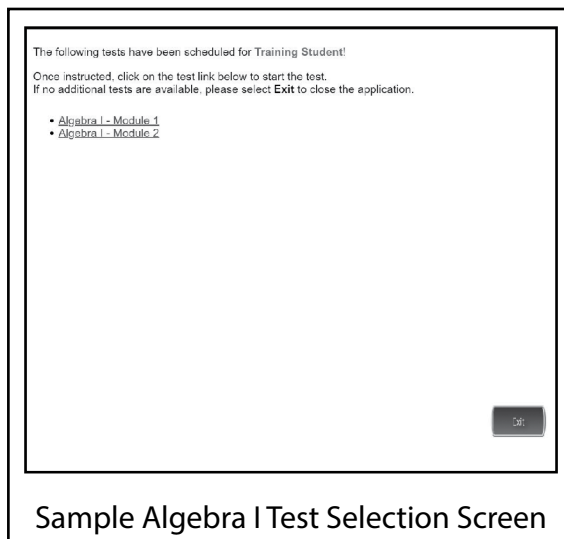 The following tests have been scheduled for Training Student!
Once instructed, click on the test link below to start the test.
If no additional tests are available, please select Exit to close the application.
• Algebra I - Module 1
• Algebra I - Module 2
Exit
Sample Algebra I Test Selection Screen